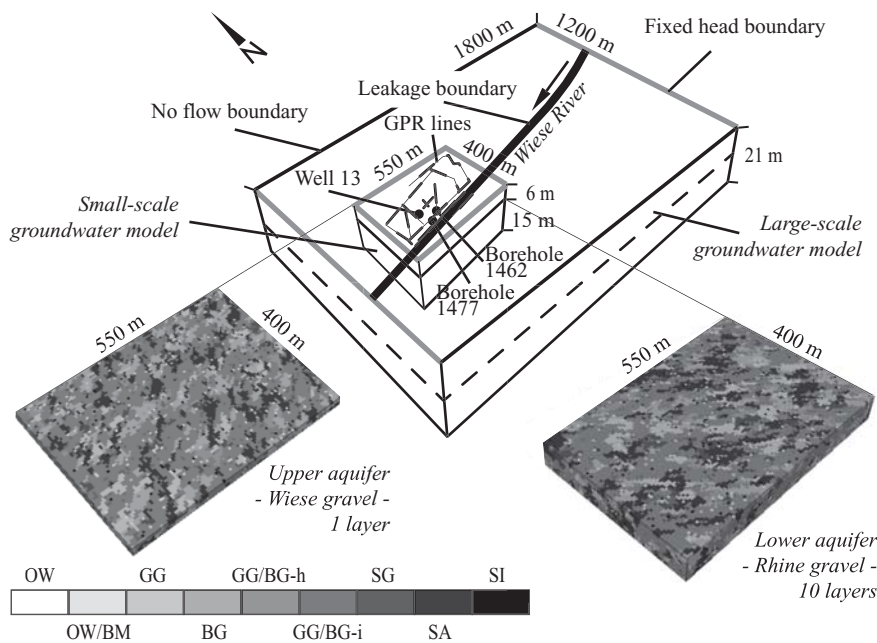 N
1800 m
1200 m
Fixed head boundary
Leakage boundary
No flow boundary
GPR lines
Wiese River
550 m
400 m
Well 13
21 m
6 m
15 m
Small-scale
groundwater model
Large-scale
groundwater model
Borehole
1462
Borehole
1477
550 m
400 m
550 m
400 m
Upper aquifer
- Wiese gravel -
1 layer
Lower aquifer
- Rhine gravel -
10 layers
OW GG GG/BG-h SG SI
OW/BM BG GG/BG-i SA